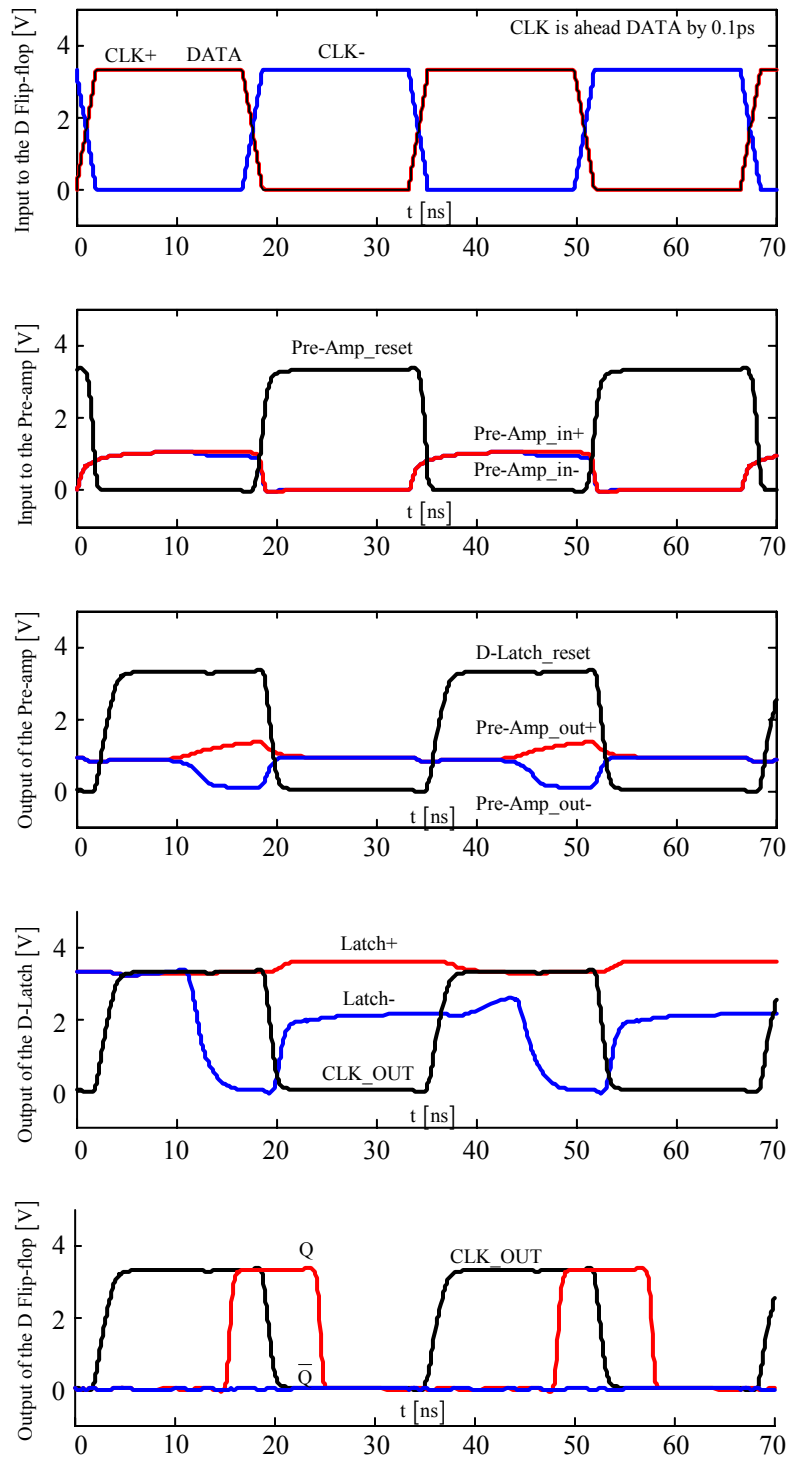 CLK is ahead DATA by 0.1ps
CLK+ DATA CLK-
Input to the D Flip-flop [V]
4
2
0
t [ns]
0 10 20 30 40 50 60 70
Pre-Amp_reset
Pre-Amp_in+
Pre-Amp_in-
Input to the Pre-amp [V]
4
2
0
t [ns]
0 10 20 30 40 50 60 70
D-Latch_reset
Pre-Amp_out+
Pre-Amp_out-
Output of the Pre-amp [V]
4
2
0
t [ns]
0 10 20 30 40 50 60 70
Latch+
Latch-
CLK_OUT
Output of the D-Latch [V]
4
2
0
t [ns]
0 10 20 30 40 50 60 70
Q CLK_OUT
Q̅
Output of the D Flip-flop [V]
4
2
0
t [ns]
0 10 20 30 40 50 60 70